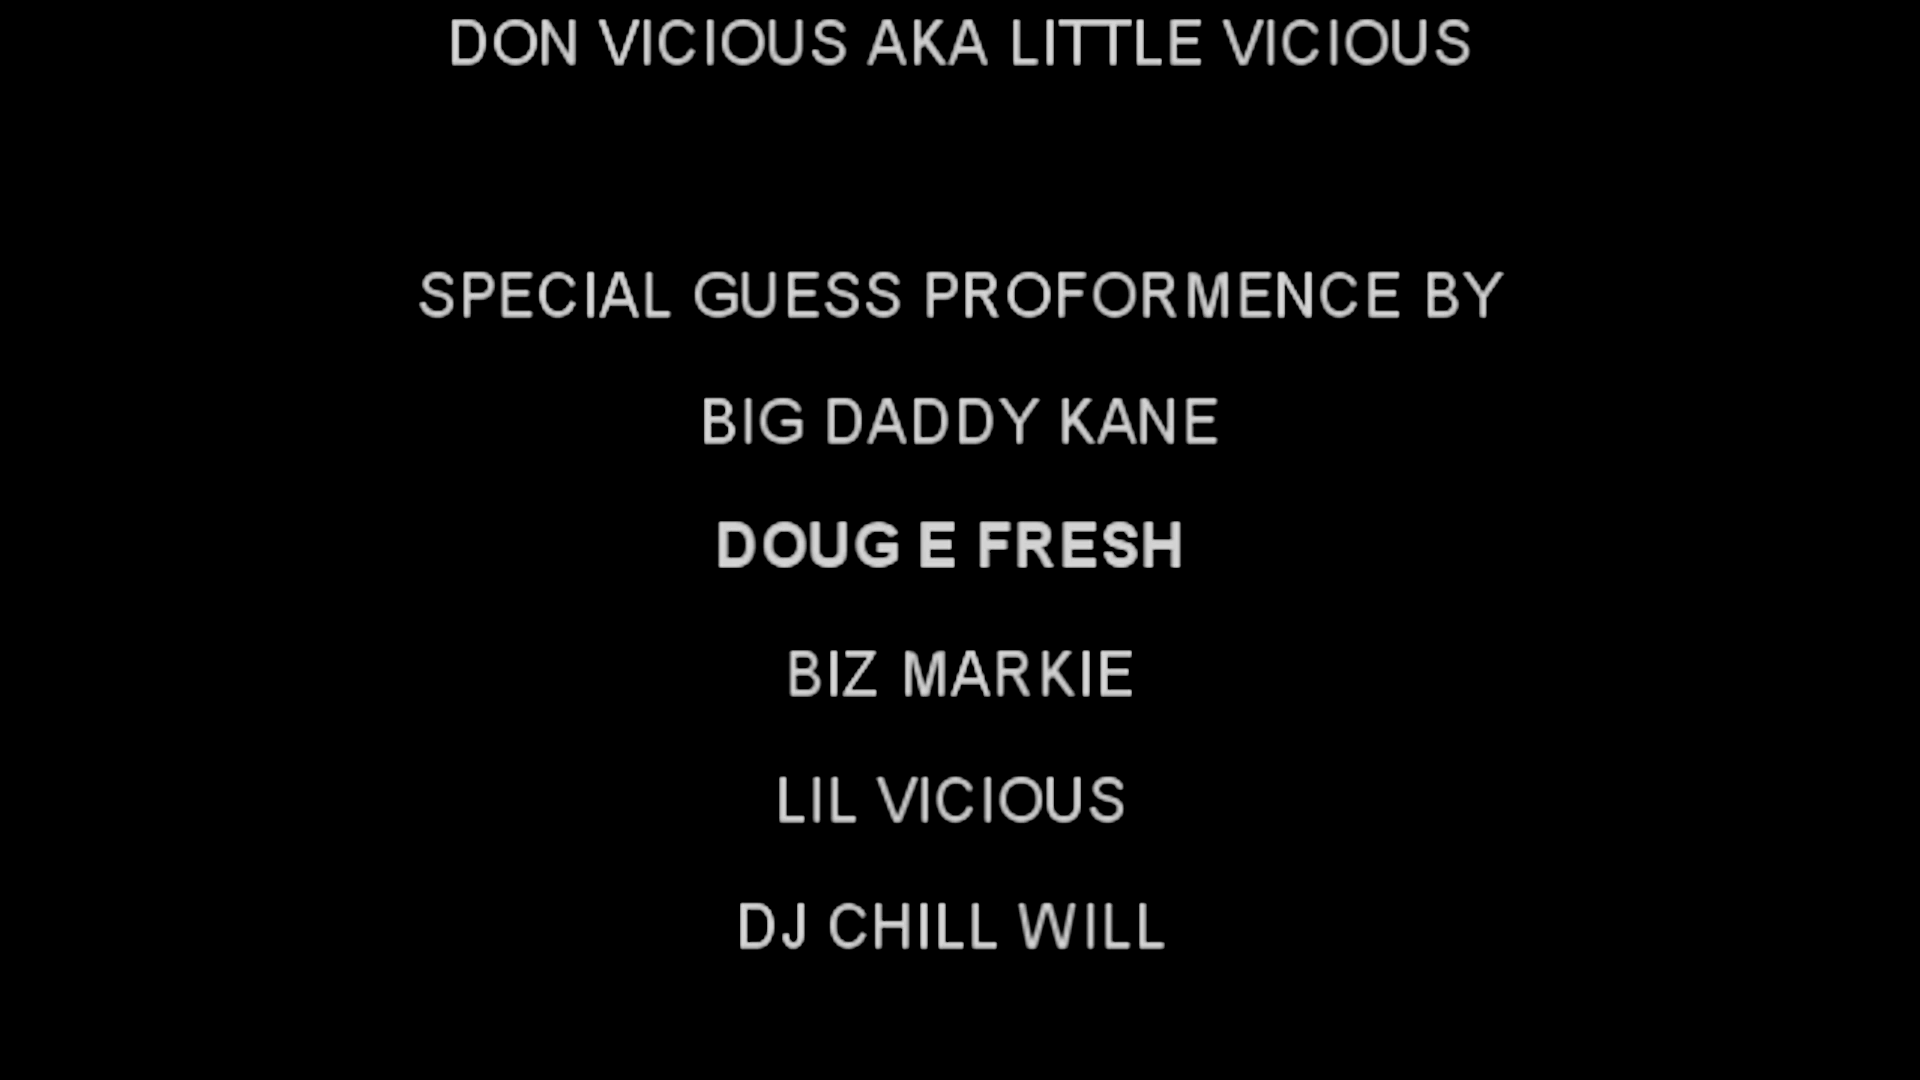 DON VICIOUS AKA LITTLE VICIOUS
SPECIAL GUESS PROFORMENCE BY
BIG DADDY KANE
DOUG E FRESH
BIZ MARKIE
LIL VICIOUS
DJ CHILL WILL